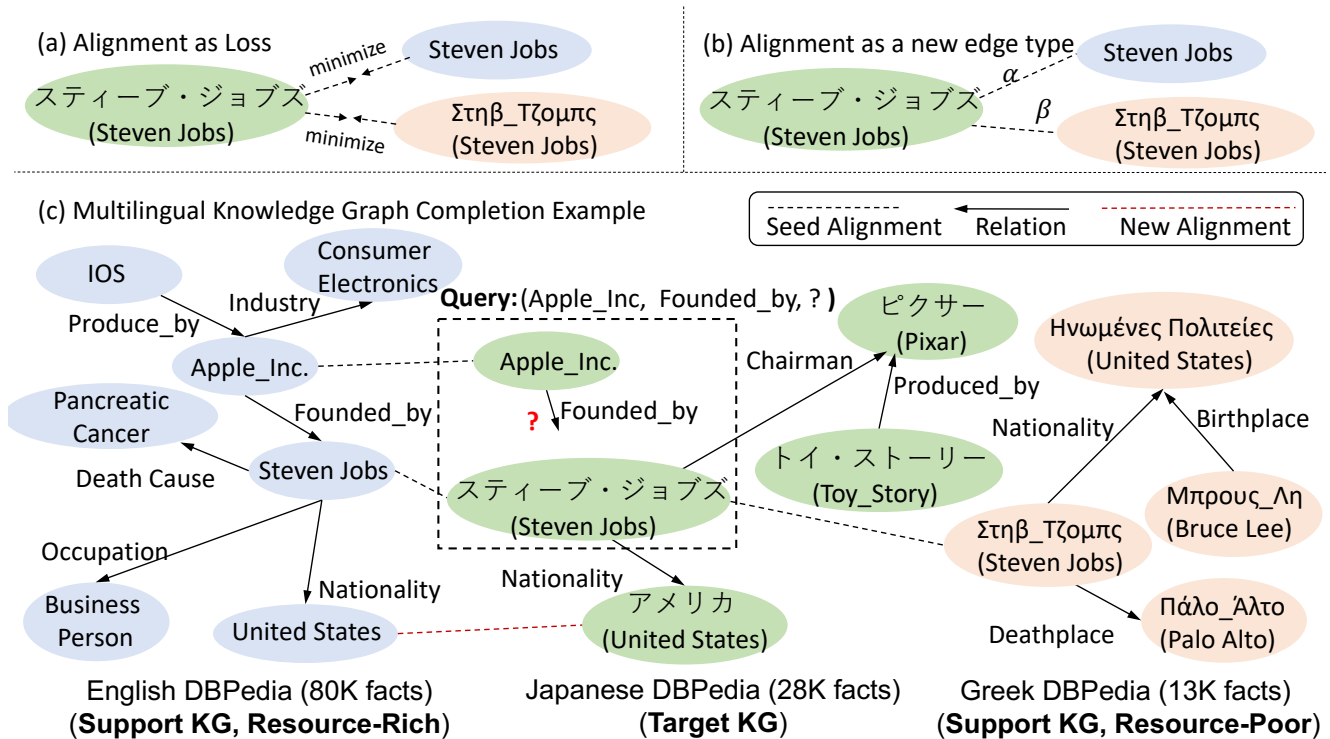 (a) Alignment as Loss
minimize
Steven Jobs
スティーブ・ジョブズ
(Steven Jobs)
minimize
Στηβ_Τζομπς
(Steven Jobs)
(b) Alignment as a new edge type
Steven Jobs
α
スティーブ・ジョブズ
(Steven Jobs)
β
Στηβ_Τζομπς
(Steven Jobs)
(c) Multilingual Knowledge Graph Completion Example
Seed Alignment
Relation
New Alignment
IOS
Consumer
Electronics
Industry
Produce_by
Apple_Inc.
Pancreatic
Cancer
Founded_by
Death Cause
Steven Jobs
Occupation
Nationality
Business
Person
United States
Query:(Apple_Inc, Founded_by, ? )
Apple_Inc.
? Founded_by
スティーブ・ジョブズ
(Steven Jobs)
Nationality
アメリカ
(United States)
ピクサー
(Pixar)
Chairman
Produced_by
トイ・ストーリー
(Toy_Story)
Ηνωμένες Πολιτείες
(United States)
Nationality
Birthplace
Μπρους_Λη
(Bruce Lee)
Στηβ_Τζομπς
(Steven Jobs)
Deathplace
Πάλο_Άλτο
(Palo Alto)
English DBPedia (80K facts)
(Support KG, Resource-Rich)
Japanese DBPedia (28K facts)
(Target KG)
Greek DBPedia (13K facts)
(Support KG, Resource-Poor)